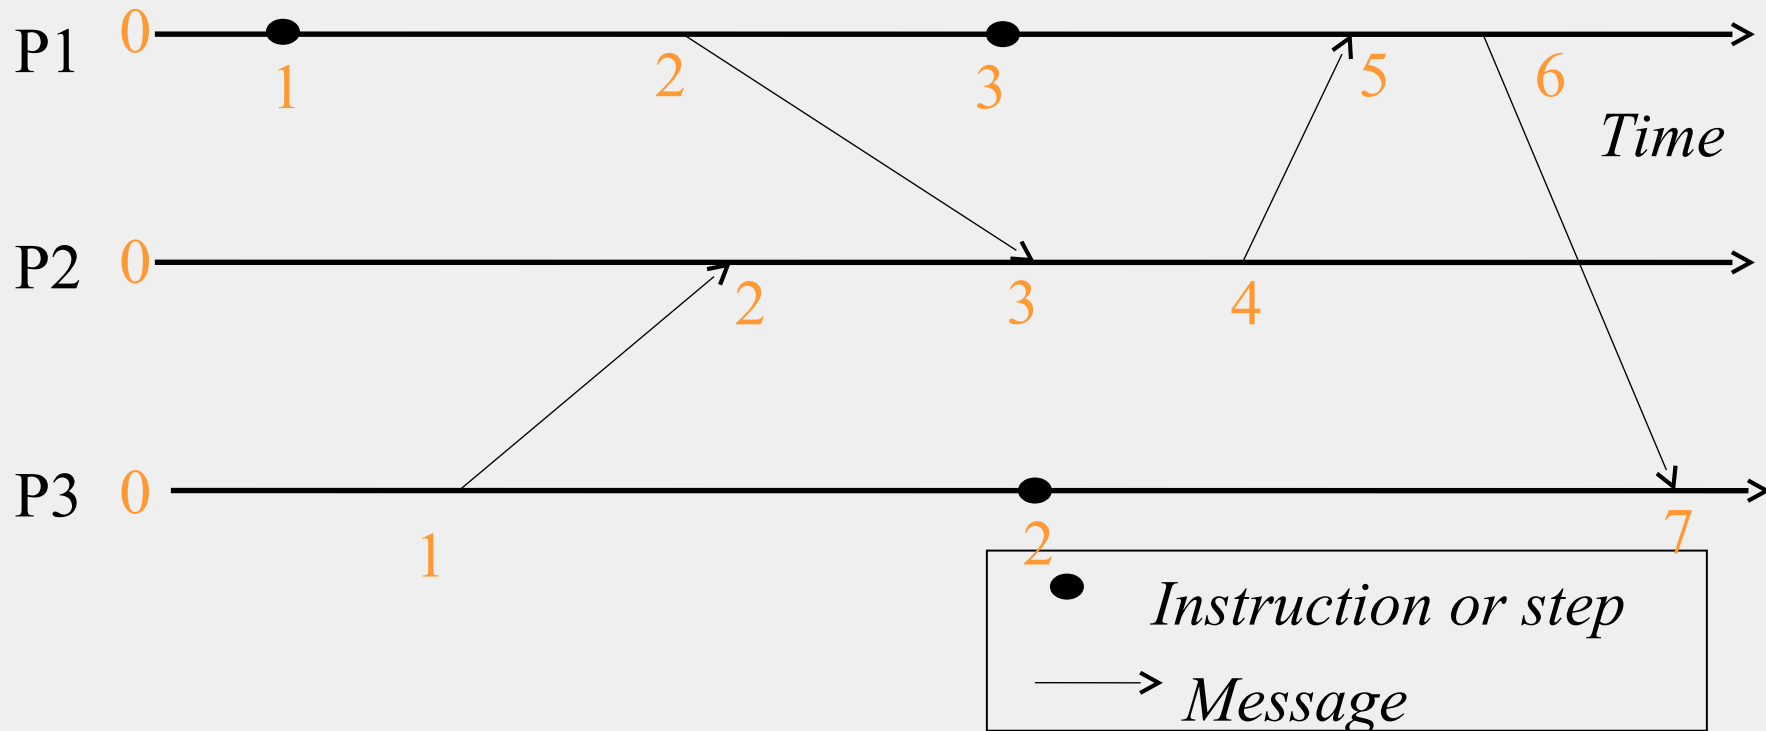 P1 0
1 2 3 5 6
Time
P2 0
2 3 4
P3 0
1 2 7
Instruction or step
Message